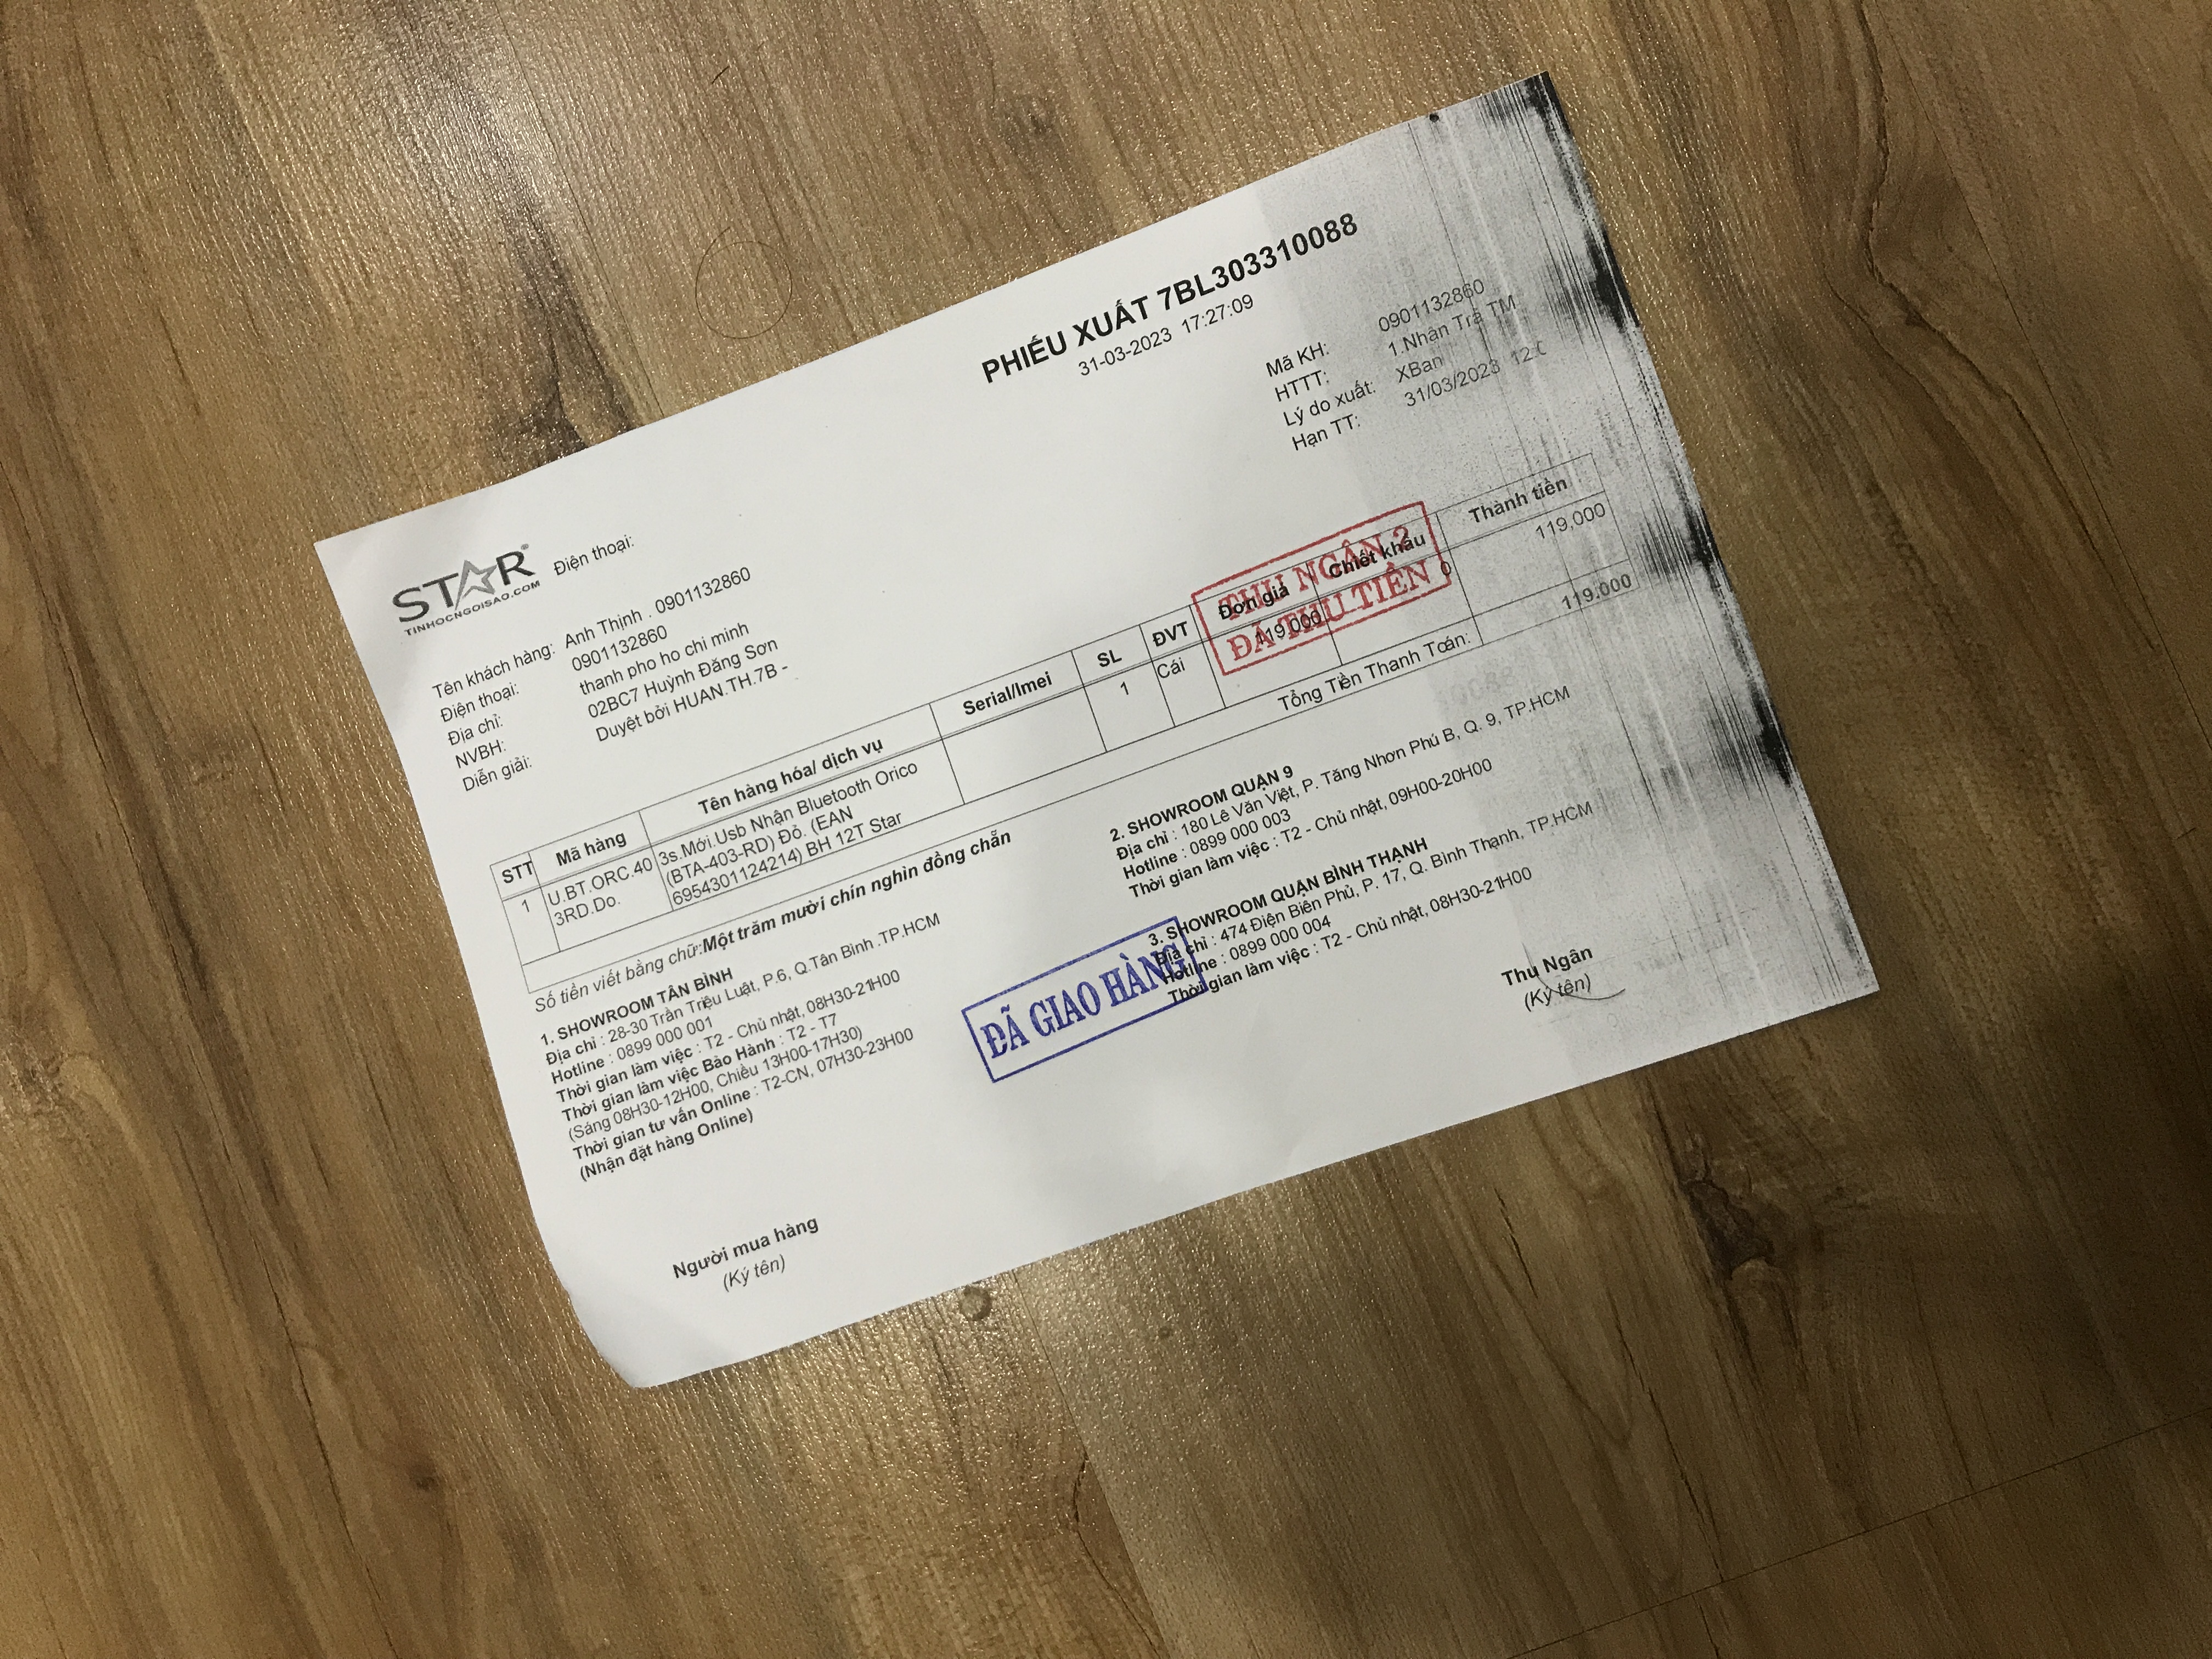 STAR®
TINHOCNGOISAO.COM
Điện thoại:
PHIẾU XUẤT 7BL303310088
31-03-2023 17:27:09
Tên khách hàng: Anh Thịnh . 0901132860
Điện thoại: 0901132860
Địa chỉ: thanh pho ho chi minh
NVBH: 02BC7 Huỳnh Đăng Sơn
Diễn giải: Duyệt bởi HUAN.TH.7B -
Mã KH: 0901132860
HTTT: 1.Nhân Trả TM
Lý do xuất: XBan
Hạn TT: 31/03/2023 12:0
STT Mã hàng Tên hàng hóa/ dịch vụ Serial/Imei SL ĐVT Đơn giá Chiết khấu Thành tiền
1 U.BT.ORC.40 3s.Mới.Usb Nhận Bluetooth Orico 1 Cái 119.000 0 119.000
3RD.Do. (BTA-403-RD) Đỏ. (EAN
6954301124214) BH 12T Star
Tổng Tền Thanh Toán: 119.000
THU NGÂN 2
ĐÃ THU TIỀN
Số tiền viết bằng chữ:Một trăm mười chín nghìn đồng chẵn
1. SHOWROOM TÂN BÌNH
Địa chỉ : 28-30 Trần Triệu Luật, P.6, Q.Tân Bình .TP.HCM
Hotline : 0899 000 001
Thời gian làm việc : T2 - Chủ nhật, 08H30-21H00
Thời gian làm việc Bảo Hành : T2 - T7
(Sáng 08H30-12H00, Chiều 13H00-17H30)
Thời gian tư vấn Online : T2-CN, 07H30-23H00
(Nhận đặt hàng Online)
2. SHOWROOM QUẬN 9
Địa chỉ : 180 Lê Văn Việt, P. Tăng Nhơn Phú B, Q. 9, TP.HCM
Hotline : 0899 000 003
Thời gian làm việc : T2 - Chủ nhật, 09H00-20H00
3. SHOWROOM QUẬN BÌNH THẠNH
Địa chỉ : 474 Điện Biên Phủ, P. 17, Q. Bình Thạnh, TP.HCM
Hotline : 0899 000 004
Thời gian làm việc : T2 - Chủ nhật, 08H30-21H00
ĐÃ GIAO HÀNG
Người mua hàng
(Ký tên)
Thu Ngân
(Ký tên)